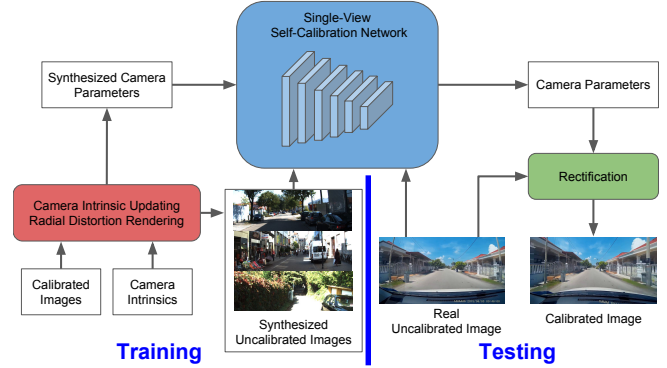 Single-View
Self-Calibration Network
Synthesized Camera
Parameters
Camera Parameters
Camera Intrinsic Updating
Radial Distortion Rendering
Rectification
Calibrated
Images
Camera
Intrinsics
Synthesized
Uncalibrated Images
Real
Uncalibrated Image
Calibrated Image
Training
Testing